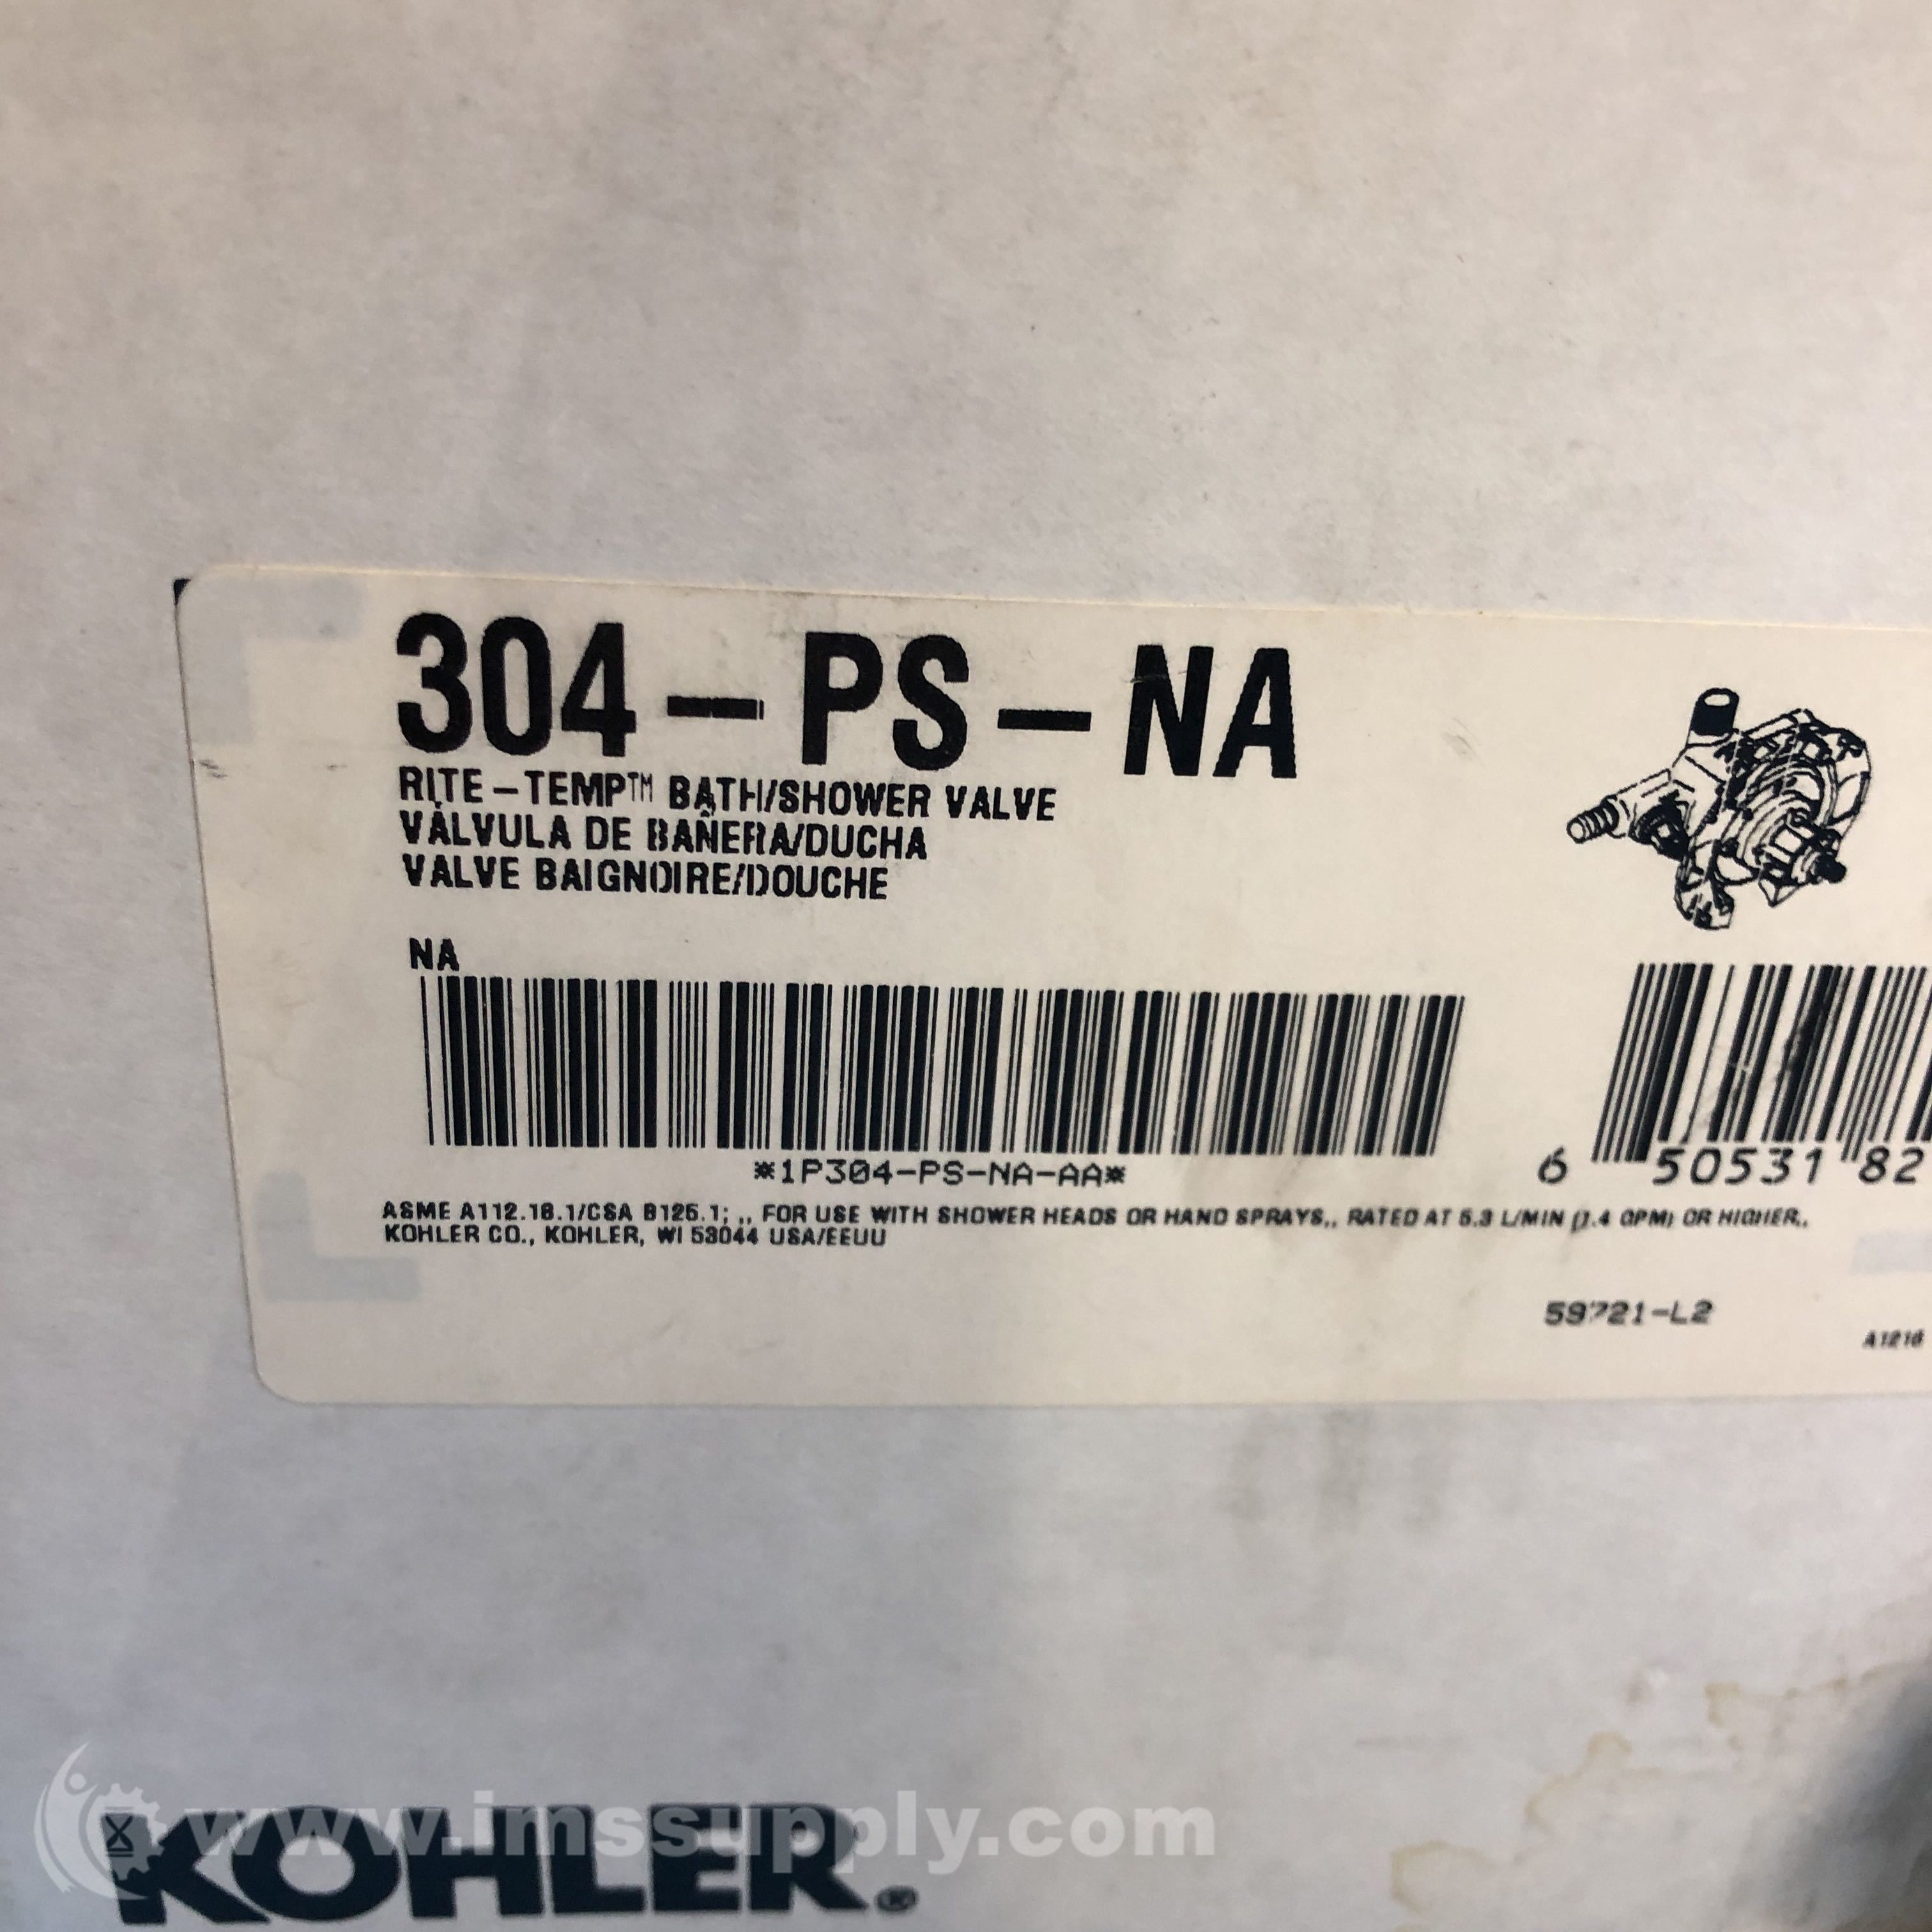 304-PS-NA
RITE-TEMP™ BATH/SHOWER VALVE
VÁLVULA DE BAÑERA/DUCHA
VALVE BAIGNOIRE/DOUCHE
NA
*1P304-PS-NA-AA*
6 50531 82
ASME A112.18.1/CSA B125.1; ,, FOR USE WITH SHOWER HEADS OR HAND SPRAYS,, RATED AT 5.3 L/MIN (1.4 GPM) OR HIGHER,,
KOHLER CO., KOHLER, WI 53044 USA/EEUU
59721-L2
A1216
www.imssupply.com
KOHLER®